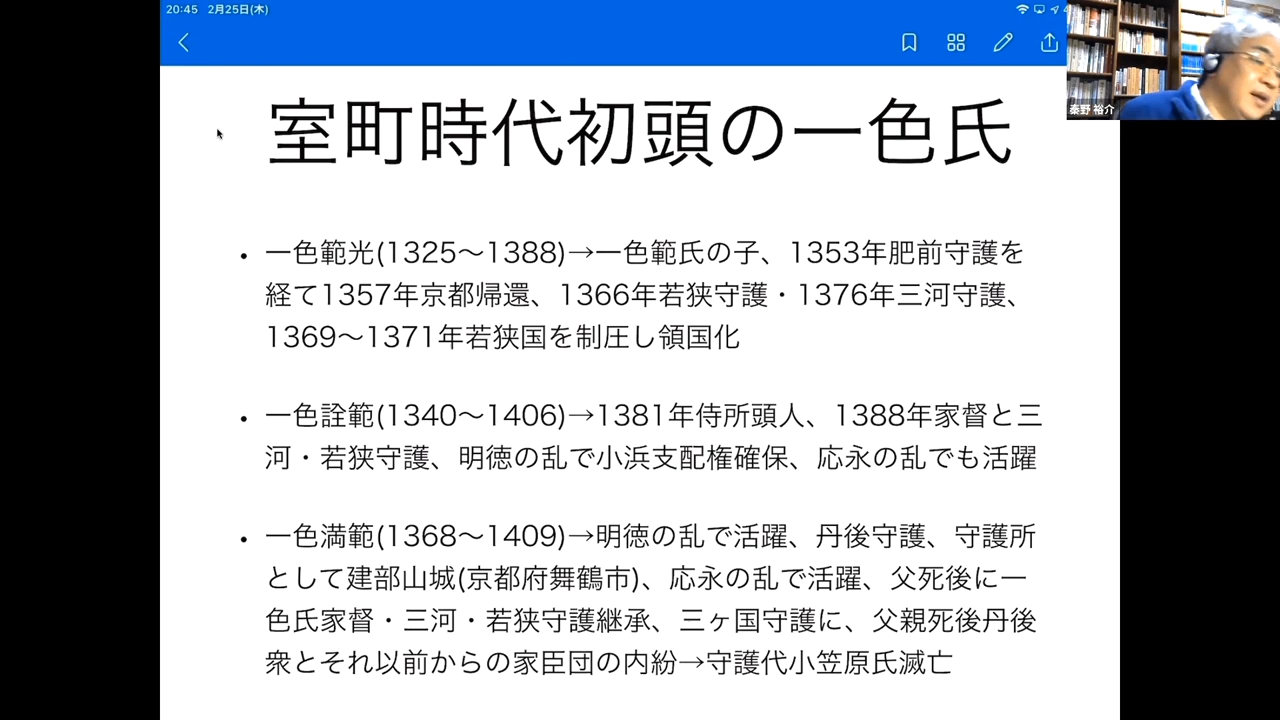 20:45 2月25日(木)
秦野 裕介
室町時代初頭の一色氏
・一色範光(1325〜1388)→一色範氏の子、1353年肥前守護を
経て1357年京都帰還、1366年若狭守護・1376年三河守護、
1369〜1371年若狭国を制圧し領国化
・一色詮範(1340〜1406)→1381年侍所頭人、1388年家督と三
河・若狭守護、明徳の乱で小浜支配権確保、応永の乱でも活躍
・一色満範(1368〜1409)→明徳の乱で活躍、丹後守護、守護所
として建部山城(京都府舞鶴市)、応永の乱で活躍、父死後に一
色氏家督・三河・若狭守護継承、三ヶ国守護に、父親死後丹後
衆とそれ以前からの家臣団の内紛→守護代小笠原氏滅亡